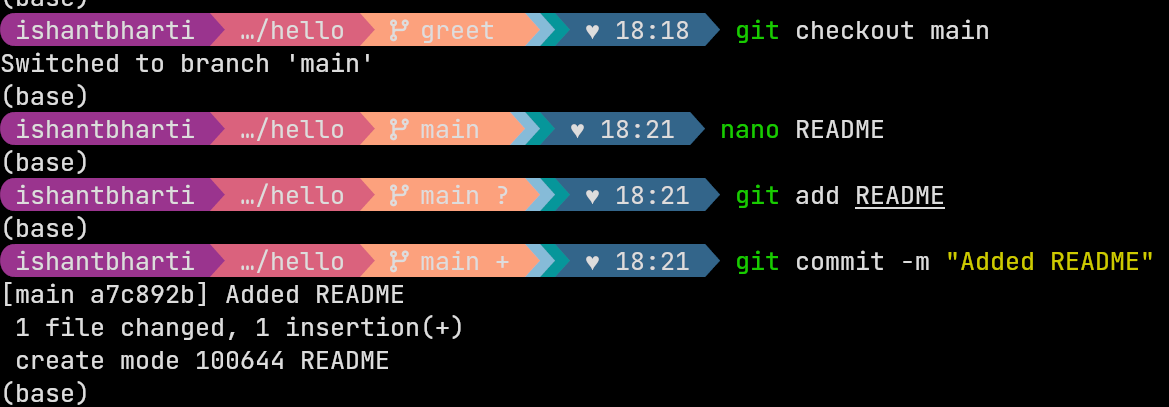 (base)
ishantbharti …/hello greet ♥ 18:18 git checkout main
Switched to branch 'main'
(base)
ishantbharti …/hello main ♥ 18:21 nano README
(base)
ishantbharti …/hello main ? ♥ 18:21 git add README
(base)
ishantbharti …/hello main + ♥ 18:21 git commit -m "Added README"
[main a7c892b] Added README
 1 file changed, 1 insertion(+)
 create mode 100644 README
(base)